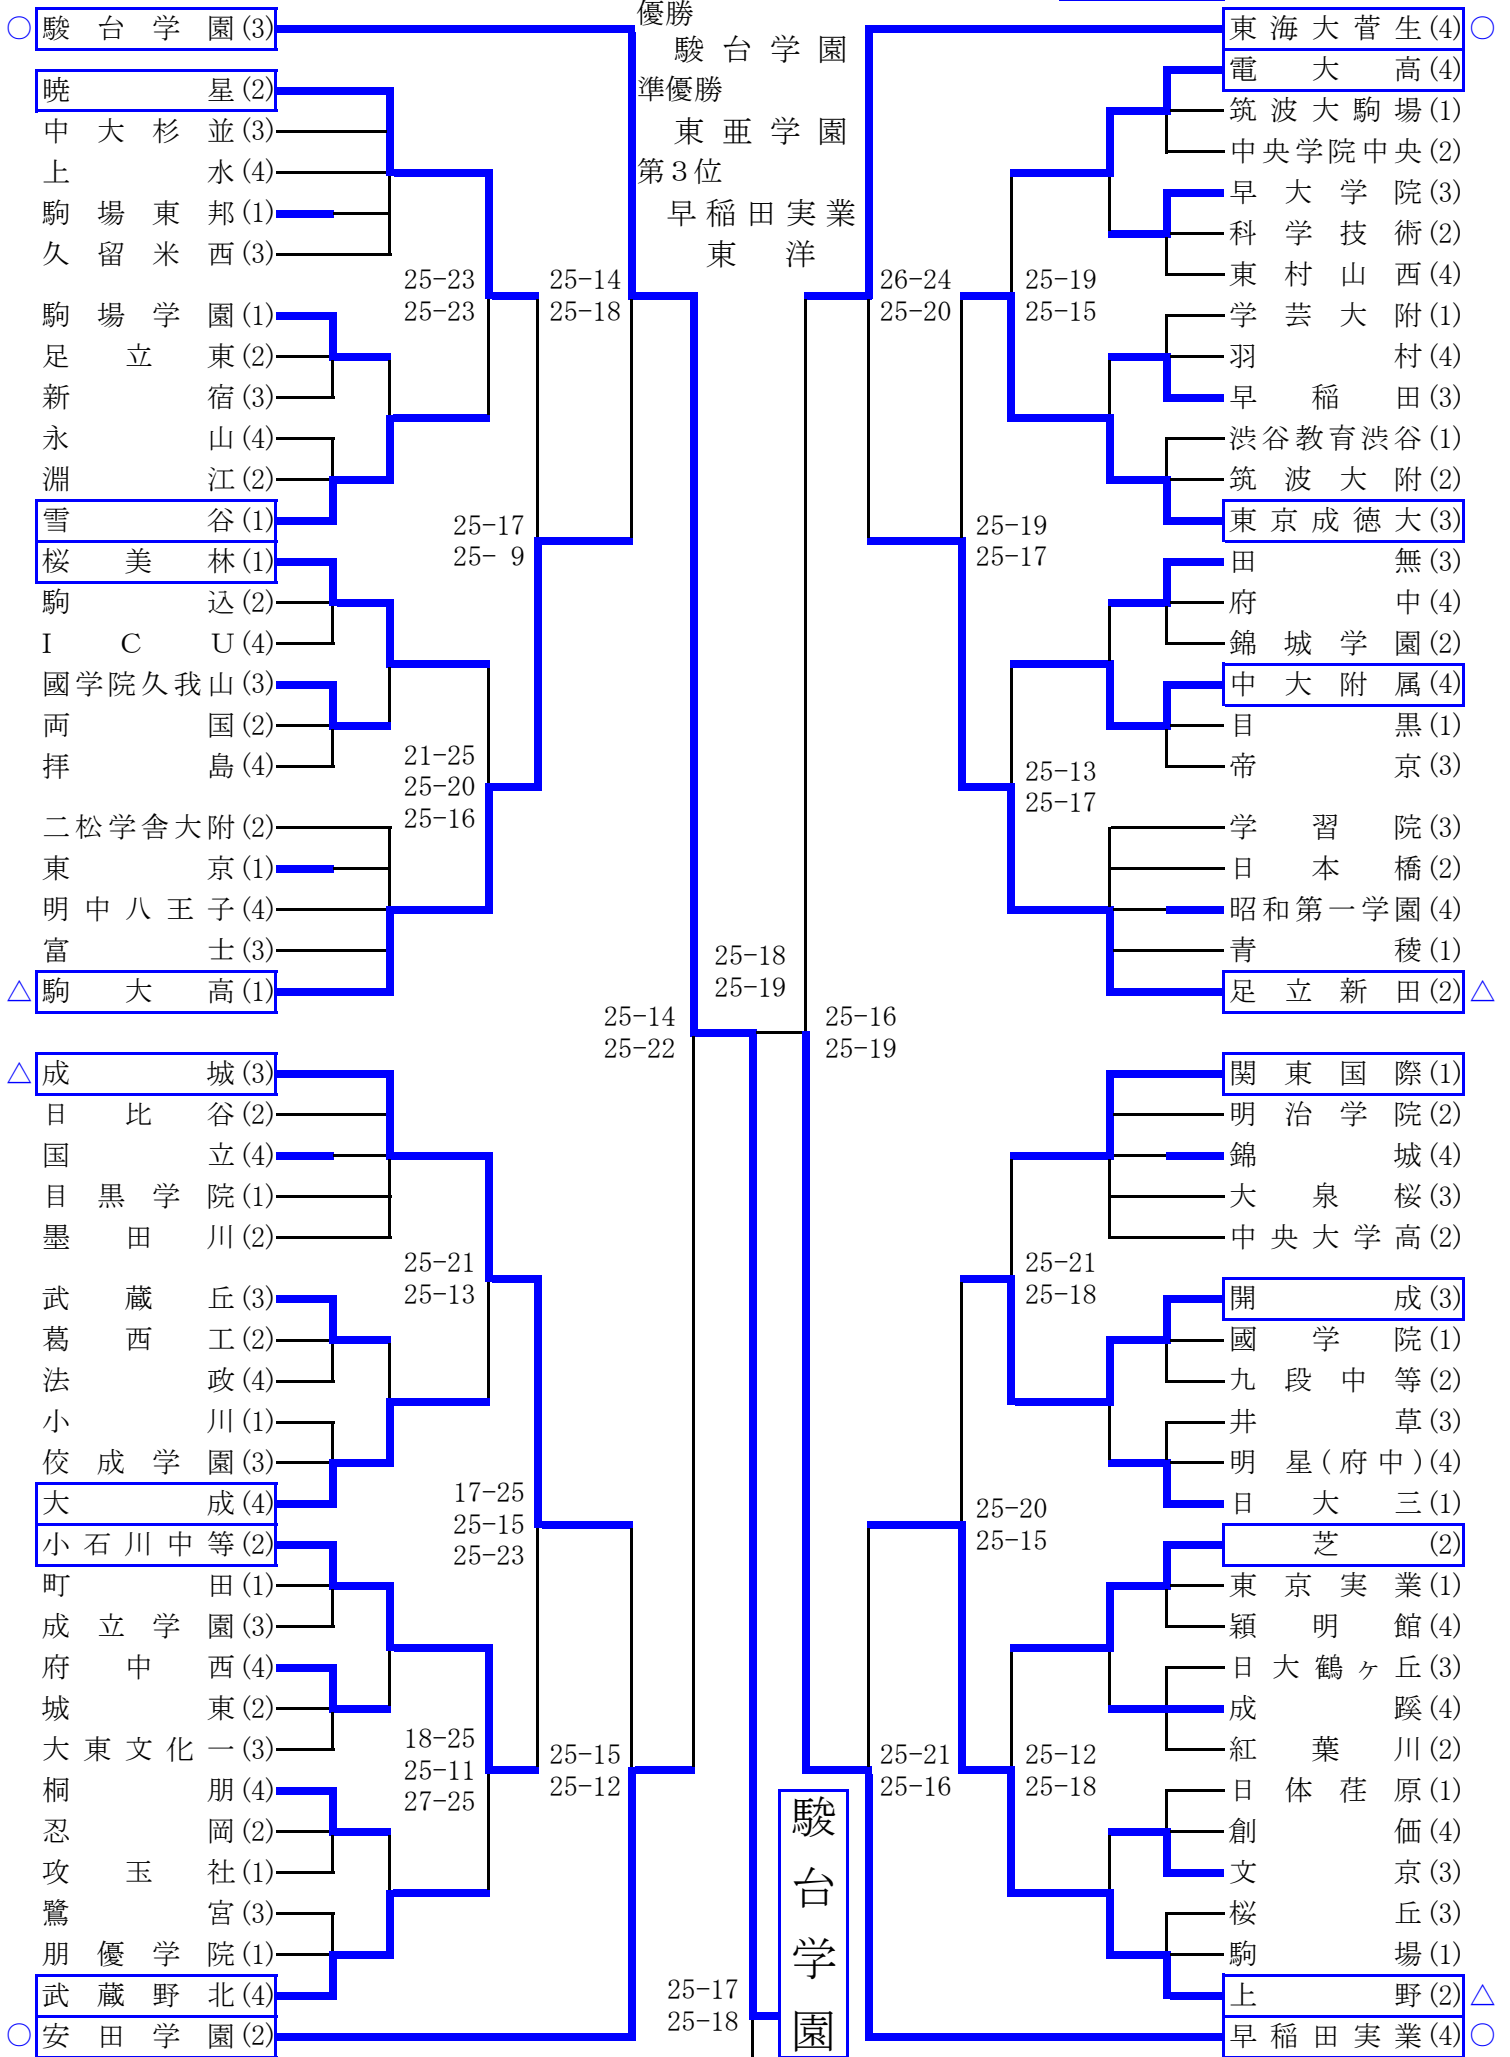 優勝
駿台学園
準優勝
東亜学園
第３位
早稲田実業
東洋
○駿台学園(3)
暁星(2)
中大杉並(3)
上水(4)
駒場東邦(1)
久留米西(3)
駒場学園(1)
足立東(2)
新宿(3)
永山(4)
淵江(2)
雪谷(1)
桜美林(1)
駒込(2)
ＩＣＵ(4)
國学院久我山(3)
両国(2)
拝島(4)
二松学舎大附(2)
東京(1)
明中八王子(4)
富士(3)
△駒大高(1)
△成城(3)
日比谷(2)
国立(4)
目黒学院(1)
墨田川(2)
武蔵丘(3)
葛西工(2)
法政(4)
小川(1)
佼成学園(3)
大成(4)
小石川中等(2)
町田(1)
成立学園(3)
府中西(4)
城東(2)
大東文化一(3)
桐朋(4)
忍岡(2)
攻玉社(1)
鷺宮(3)
朋優学院(1)
武蔵野北(4)
○安田学園(2)
25-23
25-23
25-14
25-18
25-17
25- 9
21-25
25-20
25-16
25-14
25-22
25-21
25-13
17-25
25-15
25-23
18-25
25-11
27-25
25-15
25-12
25-18
25-19
25-17
25-18
駿台学園
26-24
25-20
25-19
25-15
25-19
25-17
25-13
25-17
25-16
25-19
25-21
25-18
25-20
25-15
25-21
25-16
25-12
25-18
東海大菅生(4)○
電大高(4)
筑波大駒場(1)
中央学院中央(2)
早大学院(3)
科学技術(2)
東村山西(4)
学芸大附(1)
羽村(4)
早稲田(3)
渋谷教育渋谷(1)
筑波大附(2)
東京成徳大(3)
田無(3)
府中(4)
錦城学園(2)
中大附属(4)
目黒(1)
帝京(3)
学習院(3)
日本橋(2)
昭和第一学園(4)
青稜(1)
足立新田(2)△
関東国際(1)
明治学院(2)
錦城(4)
大泉桜(3)
中央大学高(2)
開成(3)
國学院(1)
九段中等(2)
井草(3)
明星(府中)(4)
日大三(1)
芝(2)
東京実業(1)
穎明館(4)
日大鶴ヶ丘(3)
成蹊(4)
紅葉川(2)
日体荏原(1)
創価(4)
文京(3)
桜丘(3)
駒場(1)
上野(2)△
早稲田実業(4)○